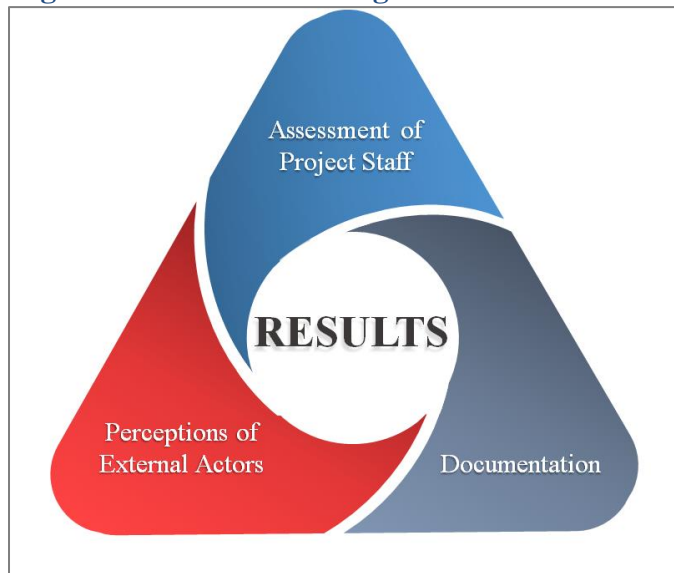 Assessment of
Project Staff
RESULTS
Perceptions of
External Actors
Documentation